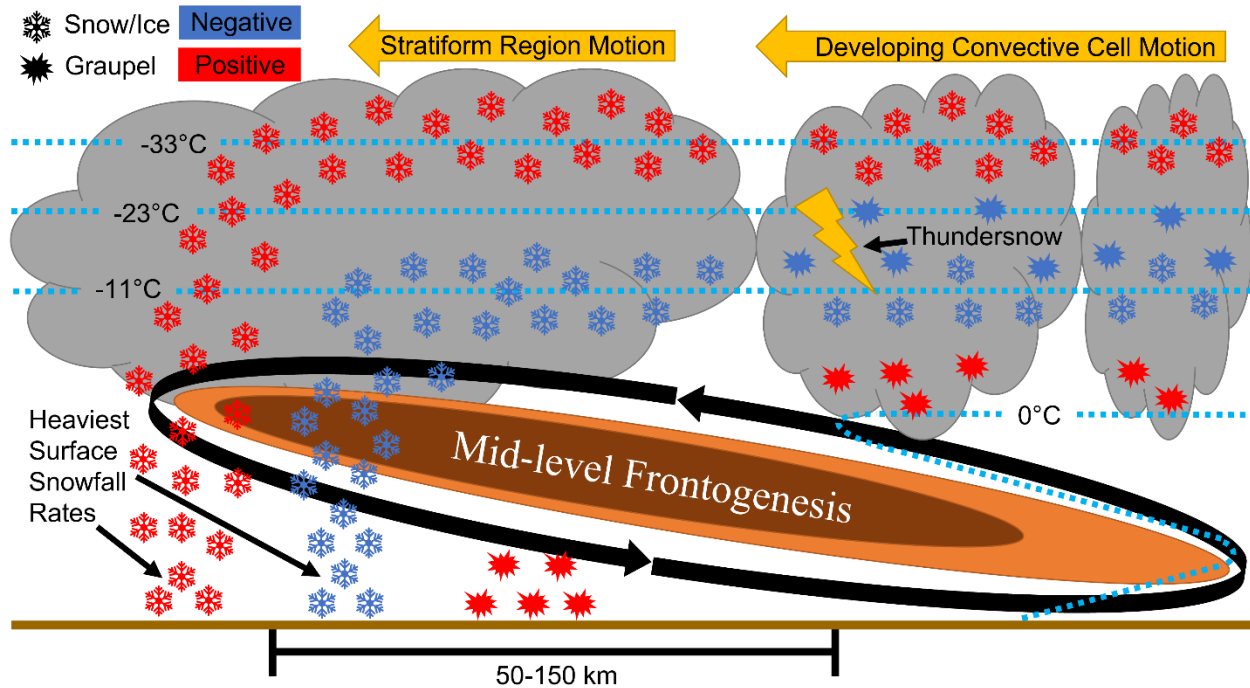 Snow/Ice
Negative
Graupel
Positive
Stratiform Region Motion
Developing Convective Cell Motion
-33°C
-23°C
-11°C
Thundersnow
0°C
Heaviest
Surface
Snowfall
Rates
Mid-level Frontogenesis
50-150 km